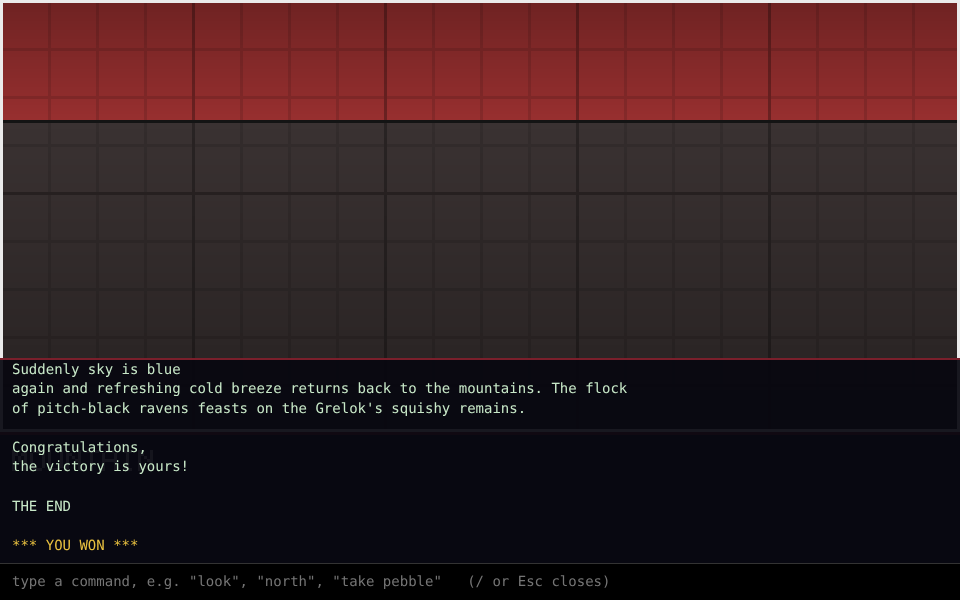 Suddenly sky is blue
again and refreshing cold breeze returns back to the mountains. The flock
of pitch-black ravens feasts on the Grelok's squishy remains.
Congratulations,
the victory is yours!
THE END
*** YOU WON ***
type a command, e.g. "look", "north", "take pebble" (/ or Esc closes)